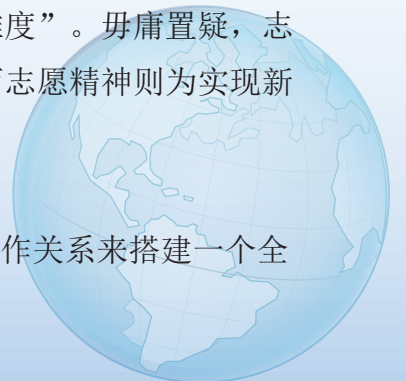 维度”。毋庸置疑，志
志愿精神则为实现新
作关系来搭建一个全